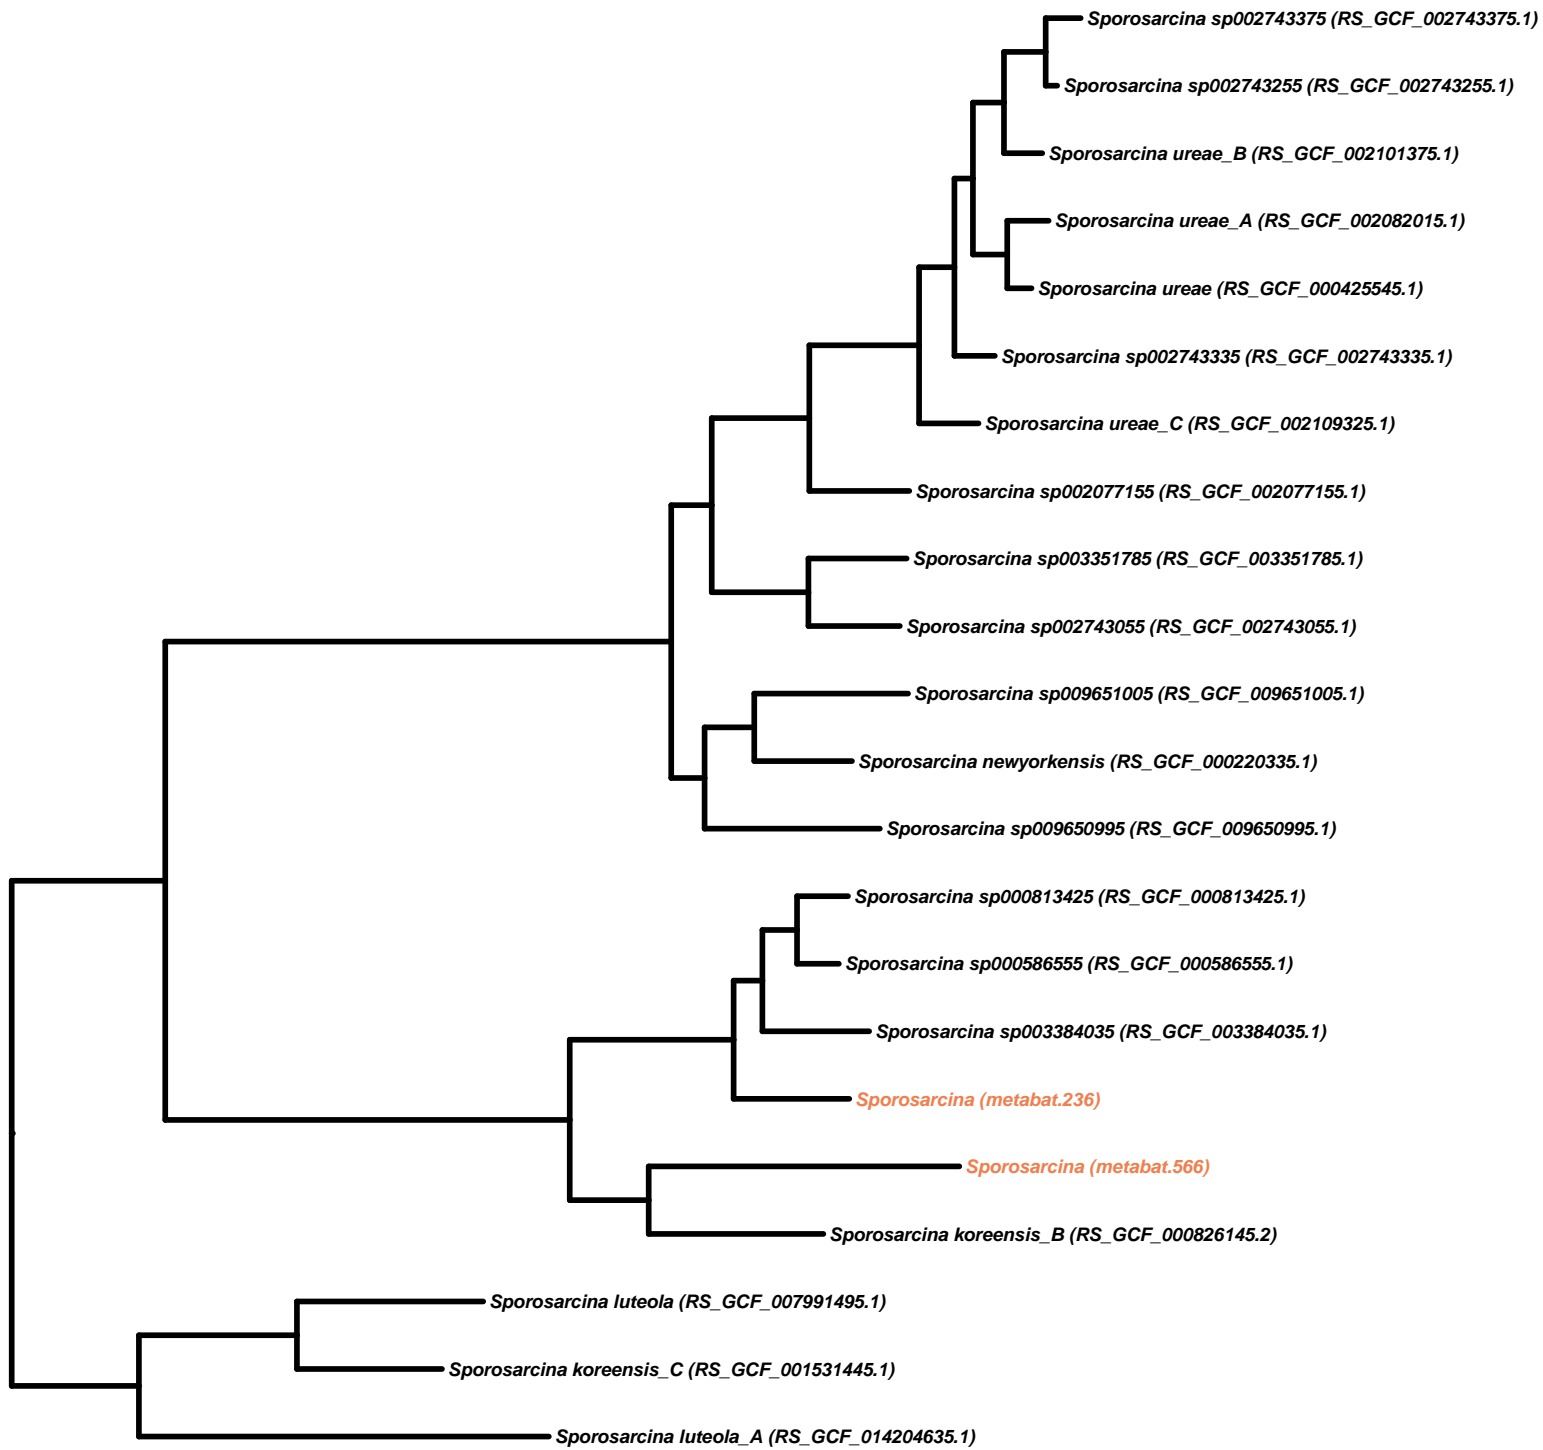 Sporosarcina sp002743375 (RS_GCF_002743375.1)
Sporosarcina sp002743255 (RS_GCF_002743255.1)
Sporosarcina ureae_B (RS_GCF_002101375.1)
Sporosarcina ureae_A (RS_GCF_002082015.1)
Sporosarcina ureae (RS_GCF_000425545.1)
Sporosarcina sp002743335 (RS_GCF_002743335.1)
Sporosarcina ureae_C (RS_GCF_002109325.1)
Sporosarcina sp002077155 (RS_GCF_002077155.1)
Sporosarcina sp003351785 (RS_GCF_003351785.1)
Sporosarcina sp002743055 (RS_GCF_002743055.1)
Sporosarcina sp009651005 (RS_GCF_009651005.1)
Sporosarcina newyorkensis (RS_GCF_000220335.1)
Sporosarcina sp009650995 (RS_GCF_009650995.1)
Sporosarcina sp000813425 (RS_GCF_000813425.1)
Sporosarcina sp000586555 (RS_GCF_000586555.1)
Sporosarcina sp003384035 (RS_GCF_003384035.1)
Sporosarcina (metabat.236)
Sporosarcina (metabat.566)
Sporosarcina koreensis_B (RS_GCF_000826145.2)
Sporosarcina luteola (RS_GCF_007991495.1)
Sporosarcina koreensis_C (RS_GCF_001531445.1)
Sporosarcina luteola_A (RS_GCF_014204635.1)